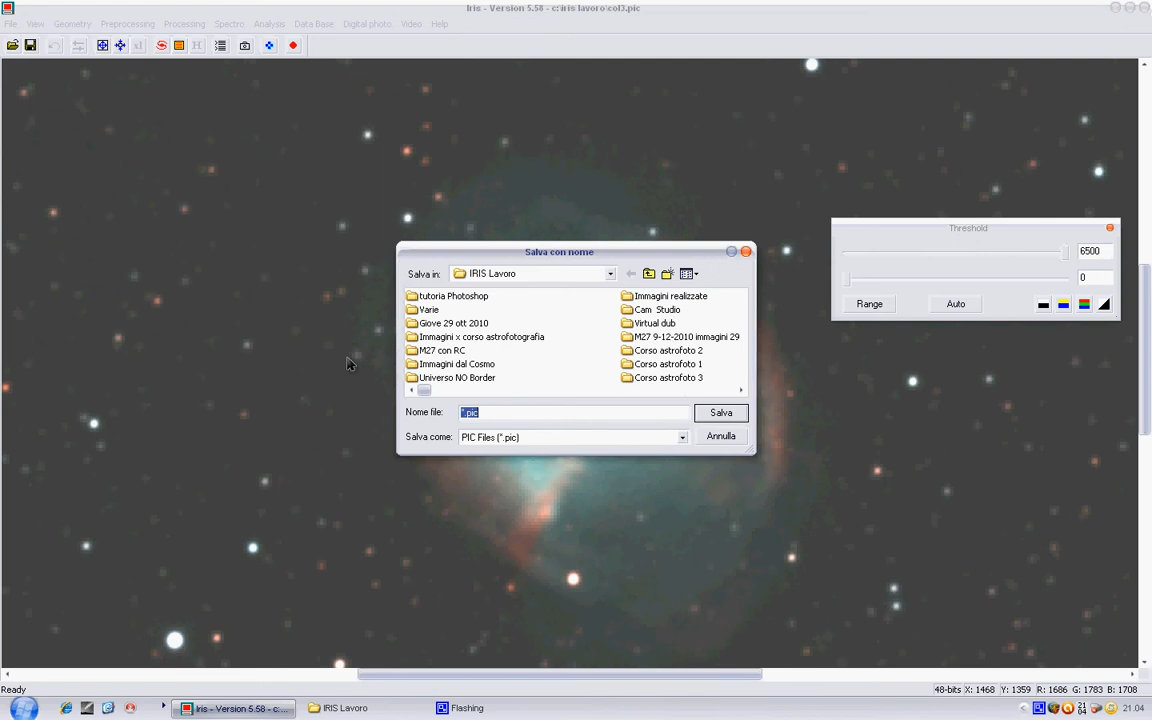 Iris - Version 5.58 - c:\iris lavoro\col3.pic
File View Geometry Preprocessing Processing Spectro Analysis Data Base Digital photo Video Help
x1
Threshold
6500
0
Range Auto
Salva con nome
Salva in: IRIS Lavoro
tutoria Photoshop Immagini realizzate
Varie Cam Studio
Giove 29 ott 2010 Virtual dub
Immagini x corso astrofotografia M27 9-12-2010 immagini 29
M27 con RC Corso astrofoto 2
Immagini dal Cosmo Corso astrofoto 1
Universo NO Border Corso astrofoto 3
Nome file: *.pic Salva
Salva come: PIC Files (*.pic) Annulla
Ready 48-bits X: 1468 Y: 1359 R: 1686 G: 1783 B: 1708
Iris - Version 5.58 - c:... IRIS Lavoro Flashing 21 04 21.04